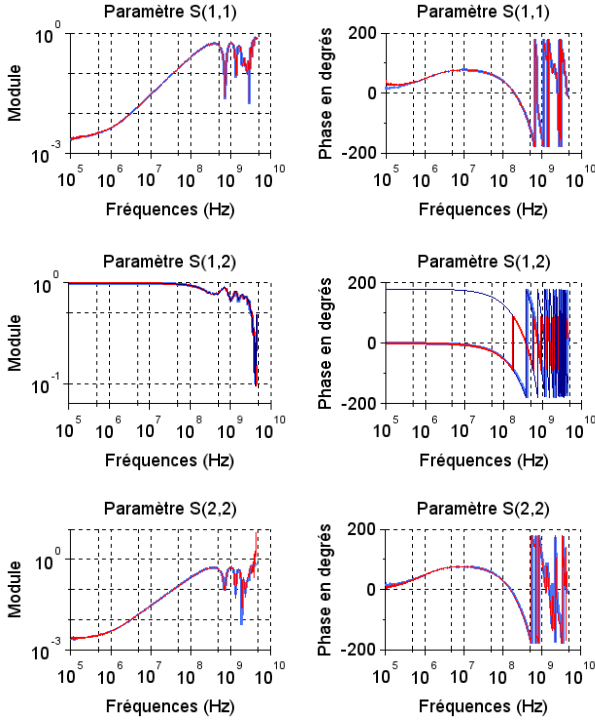 Paramètre S(1,1)
Module
10^0
10^-3
10^5 10^6 10^7 10^8 10^9 10^10
Fréquences (Hz)
Paramètre S(1,1)
Phase en degrés
200
0
-200
10^5 10^6 10^7 10^8 10^9 10^10
Fréquences (Hz)
Paramètre S(1,2)
Module
10^0
10^-1
10^5 10^6 10^7 10^8 10^9 10^10
Fréquences (Hz)
Paramètre S(1,2)
Phase en degrés
200
0
-200
10^5 10^6 10^7 10^8 10^9 10^10
Fréquences (Hz)
Paramètre S(2,2)
Module
10^0
10^-3
10^5 10^6 10^7 10^8 10^9 10^10
Fréquences (Hz)
Paramètre S(2,2)
Phase en degrés
200
0
-200
10^5 10^6 10^7 10^8 10^9 10^10
Fréquences (Hz)